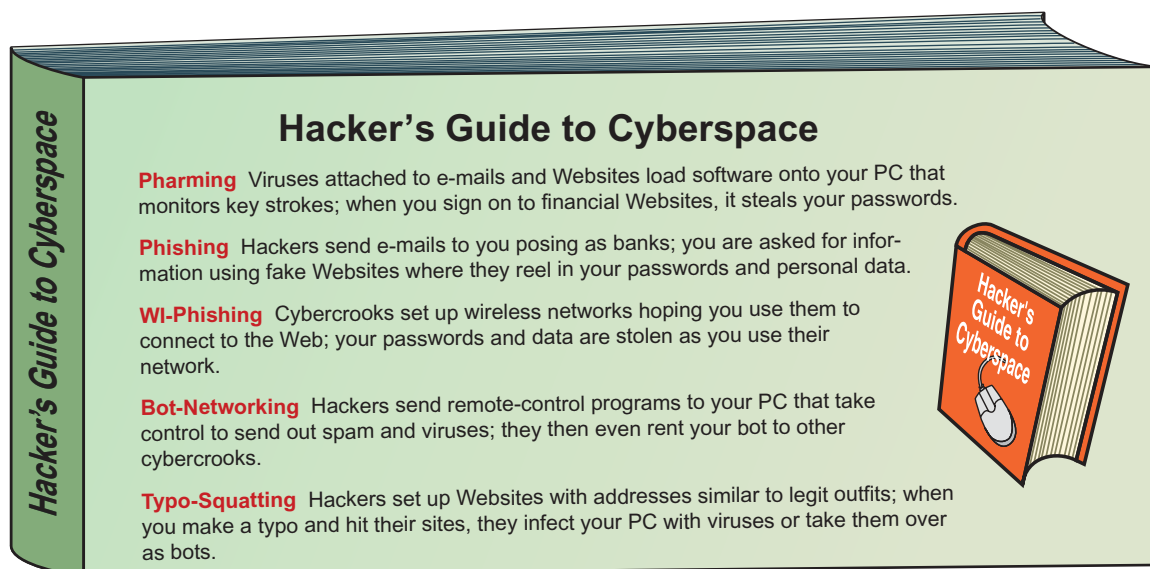 Hacker's Guide to Cyberspace
Hacker's Guide to Cyberspace
Pharming Viruses attached to e-mails and Websites load software onto your PC that
monitors key strokes; when you sign on to financial Websites, it steals your passwords.
Phishing Hackers send e-mails to you posing as banks; you are asked for infor-
mation using fake Websites where they reel in your passwords and personal data.
WI-Phishing Cybercrooks set up wireless networks hoping you use them to
connect to the Web; your passwords and data are stolen as you use their
network.
Bot-Networking Hackers send remote-control programs to your PC that take
control to send out spam and viruses; they then even rent your bot to other
cybercrooks.
Typo-Squatting Hackers set up Websites with addresses similar to legit outfits; when
you make a typo and hit their sites, they infect your PC with viruses or take them over
as bots.
Hacker's
Guide to
Cyberspace